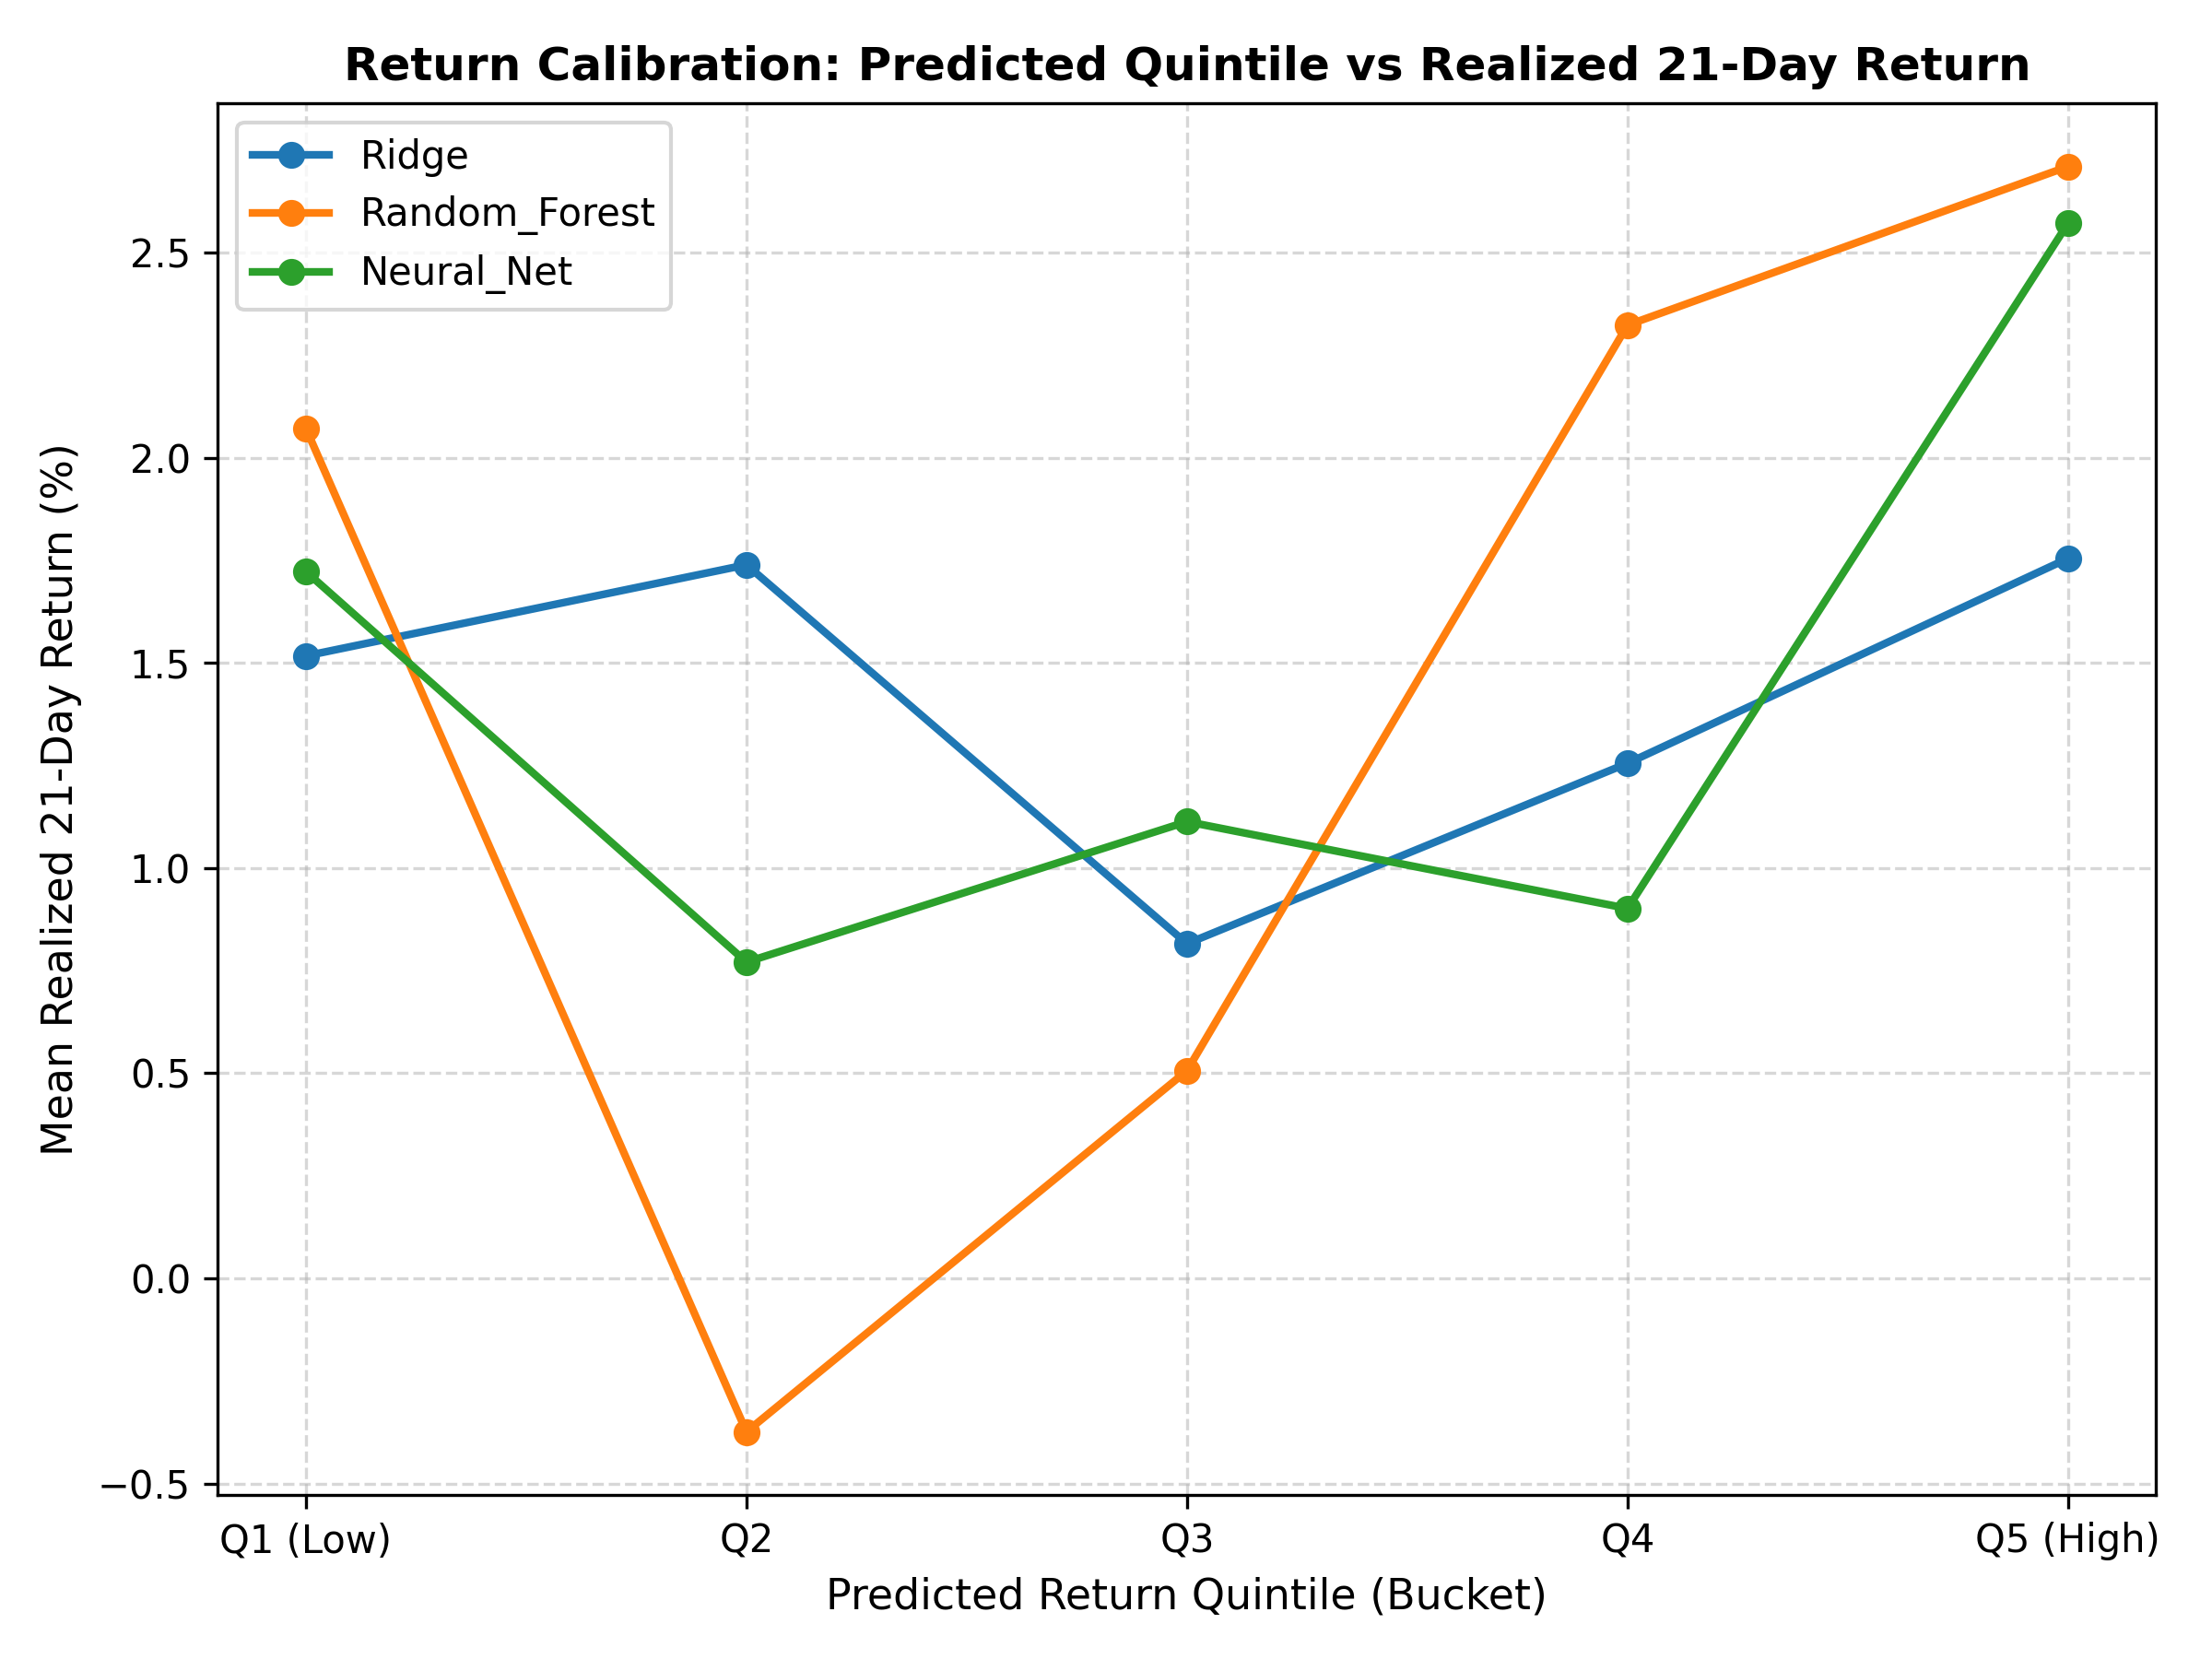 Return Calibration: Predicted Quintile vs Realized 21-Day Return
Ridge
Random_Forest
Neural_Net
Mean Realized 21-Day Return (%)
2.5
2.0
1.5
1.0
0.5
0.0
−0.5
Q1 (Low)
Q2
Q3
Q4
Q5 (High)
Predicted Return Quintile (Bucket)